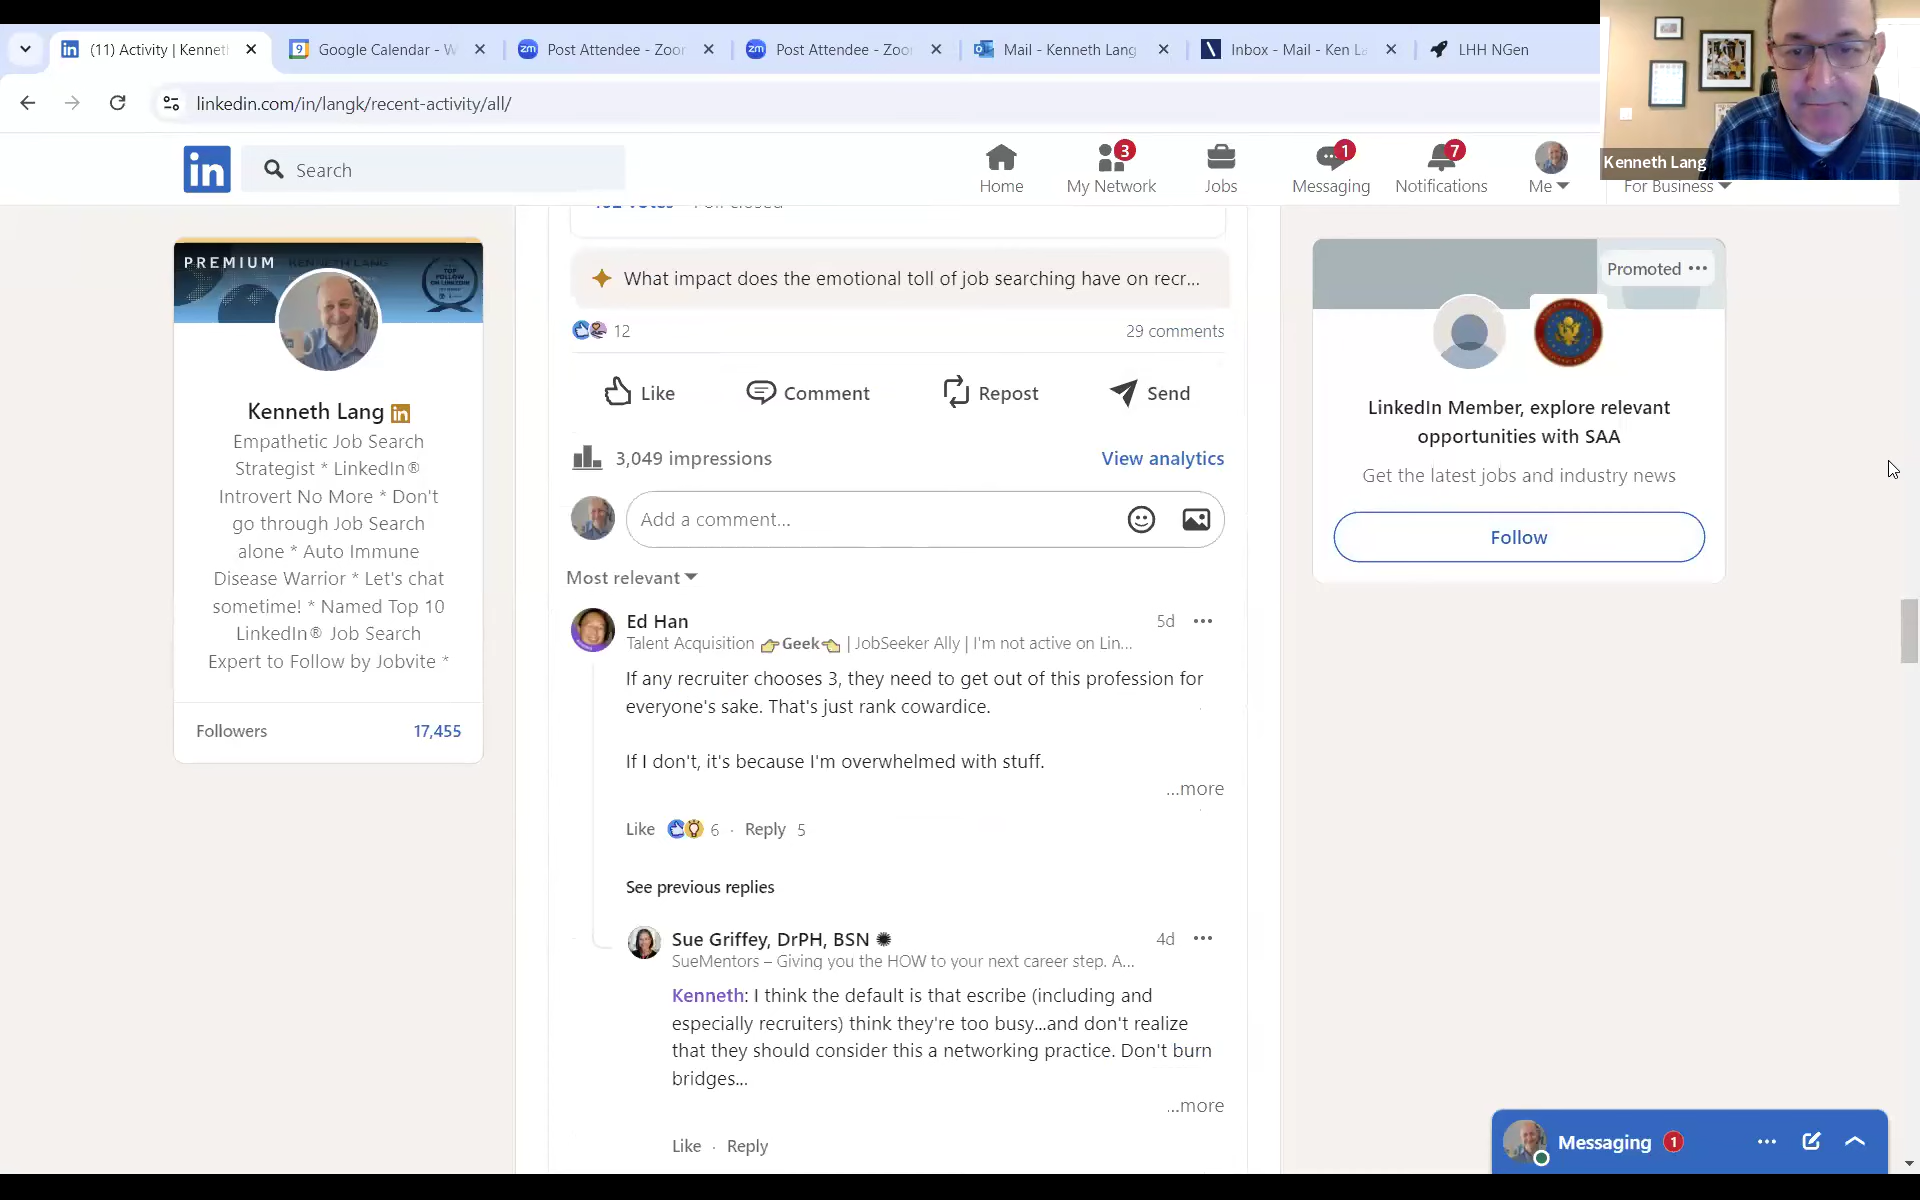 (11) Activity | Kennet
Google Calendar - W
Post Attendee - Zoo
Post Attendee - Zoo
Mail - Kenneth Lang
Inbox - Mail - Ken La
LHH NGen
linkedin.com/in/langk/recent-activity/all/
Kenneth Lang
in
Search
Home
My Network
3
Jobs
Messaging
1
Notifications
7
Me
For Business
PREMIUM
KENNETH LANG
TOP
FOLLOW
ON LINKEDIN
Kenneth Lang in
Empathetic Job Search
Strategist * LinkedIn®
Introvert No More * Don't
go through Job Search
alone * Auto Immune
Disease Warrior * Let's chat
sometime! * Named Top 10
LinkedIn® Job Search
Expert to Follow by Jobvite *
Followers 17,455
What impact does the emotional toll of job searching have on recr...
12 29 comments
Like Comment Repost Send
3,049 impressions View analytics
Add a comment...
Most relevant
Ed Han 5d
Talent Acquisition 👉Geek👈 | JobSeeker Ally | I'm not active on Lin...
If any recruiter chooses 3, they need to get out of this profession for
everyone's sake. That's just rank cowardice.
If I don't, it's because I'm overwhelmed with stuff.
...more
Like 6 · Reply 5
See previous replies
Sue Griffey, DrPH, BSN 4d
SueMentors – Giving you the HOW to your next career step. A...
Kenneth: I think the default is that escribe (including and
especially recruiters) think they're too busy...and don't realize
that they should consider this a networking practice. Don't burn
bridges...
...more
Like · Reply
Promoted
LinkedIn Member, explore relevant
opportunities with SAA
Get the latest jobs and industry news
Follow
Messaging 1